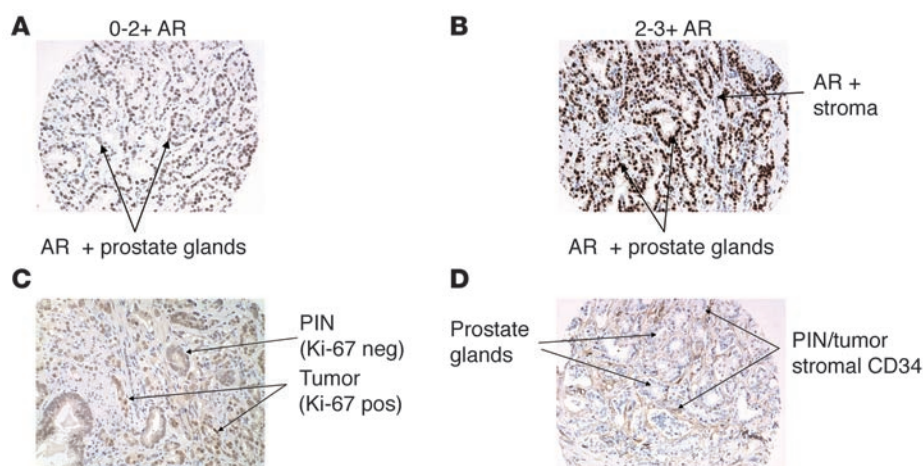 A
0-2+ AR
AR + prostate glands
B
2-3+ AR
AR +
stroma
AR + prostate glands
C
PIN
(Ki-67 neg)
Tumor
(Ki-67 pos)
D
Prostate
glands
PIN/tumor
stromal CD34